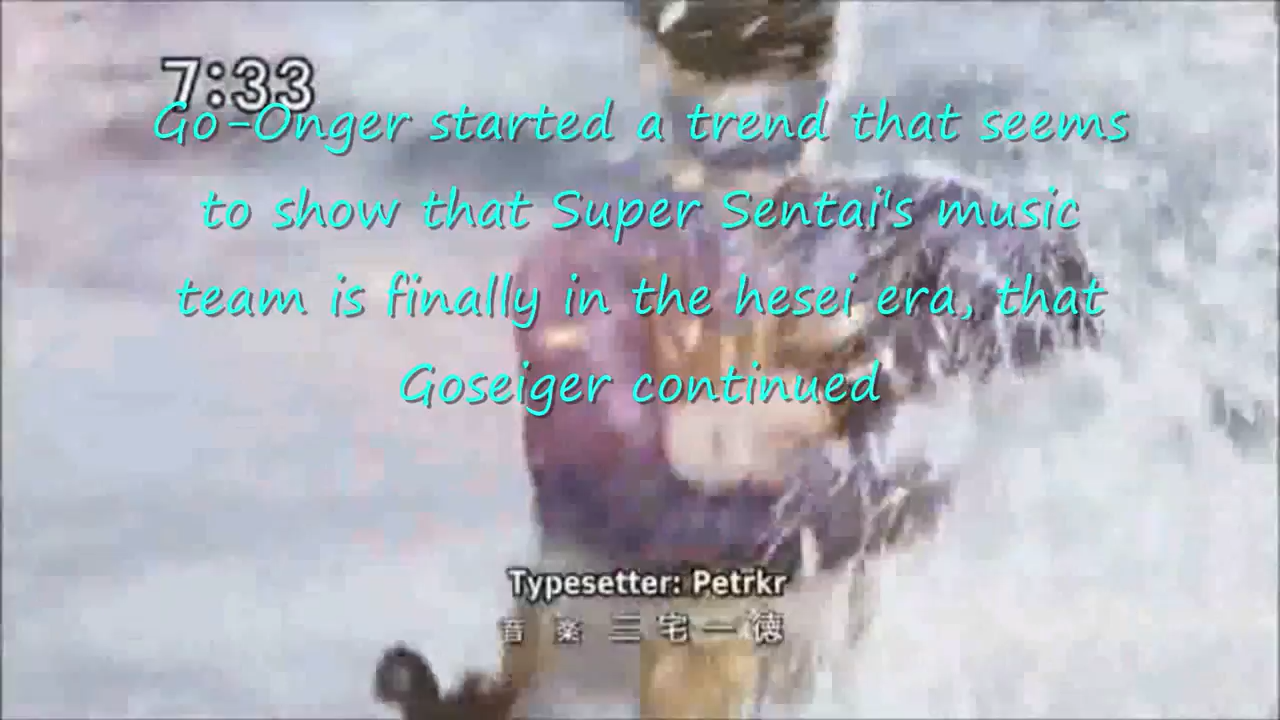 7:33
Go-Onger started a trend that seems
to show that Super Sentai's music
team is finally in the hesei era, that
Goseiger continued
Typesetter: Petrkr
音 楽 三 宅 一 徳